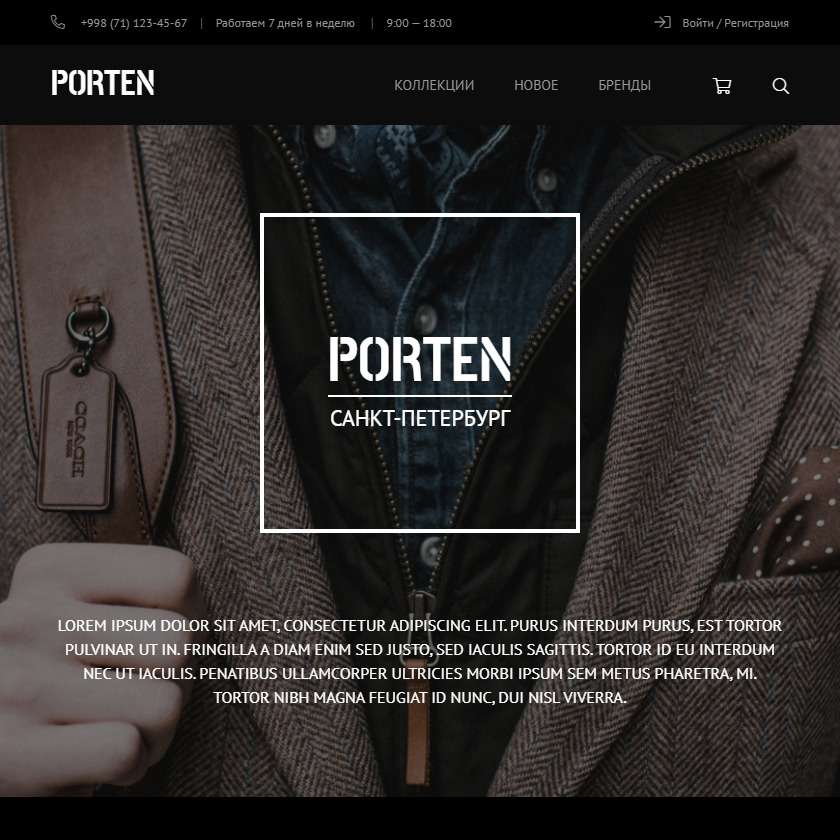 +998 (71) 123-45-67 | Работаем 7 дней в неделю | 9:00 — 18:00
Войти / Регистрация
PORTEN
КОЛЛЕКЦИИ НОВОЕ БРЕНДЫ
PORTEN
САНКТ-ПЕТЕРБУРГ
COACH
LOREM IPSUM DOLOR SIT AMET, CONSECTETUR ADIPISCING ELIT. PURUS INTERDUM PURUS, EST TORTOR
PULVINAR UT IN. FRINGILLA A DIAM ENIM SED JUSTO, SED IACULIS SAGITTIS. TORTOR ID EU INTERDUM
NEC UT IACULIS. PENATIBUS ULLAMCORPER ULTRICIES MORBI IPSUM SEM METUS PHARETRA, MI.
TORTOR NIBH MAGNA FEUGIAT ID NUNC, DUI NISL VIVERRA.